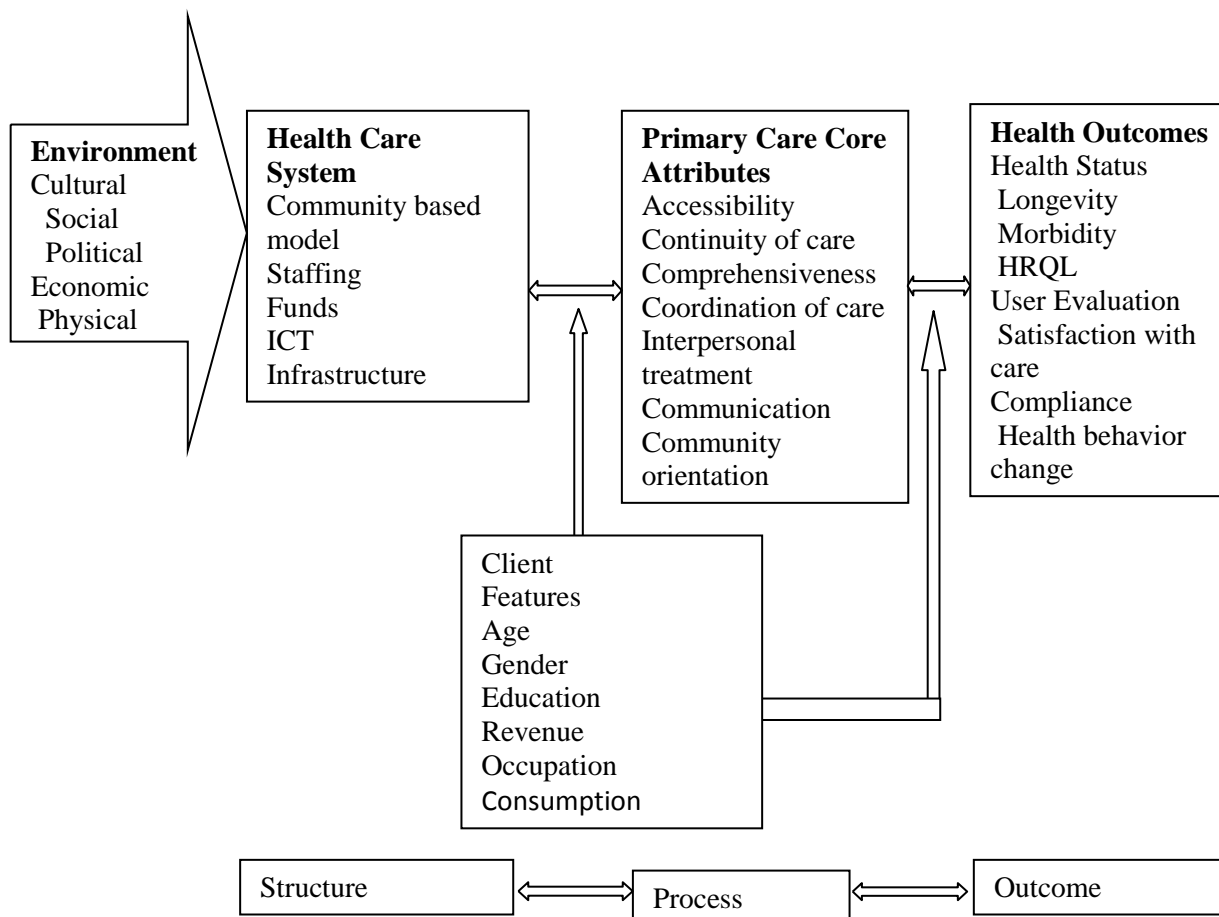 Environment
Cultural
Social
Political
Economic
Physical
Health Care
System
Community based
model
Staffing
Funds
ICT
Infrastructure
Primary Care Core
Attributes
Accessibility
Continuity of care
Comprehensiveness
Coordination of care
Interpersonal
treatment
Communication
Community
orientation
Health Outcomes
Health Status
Longevity
Morbidity
HRQL
User Evaluation
Satisfaction with
care
Compliance
Health behavior
change
Client
Features
Age
Gender
Education
Revenue
Occupation
Consumption
Structure
Process
Outcome